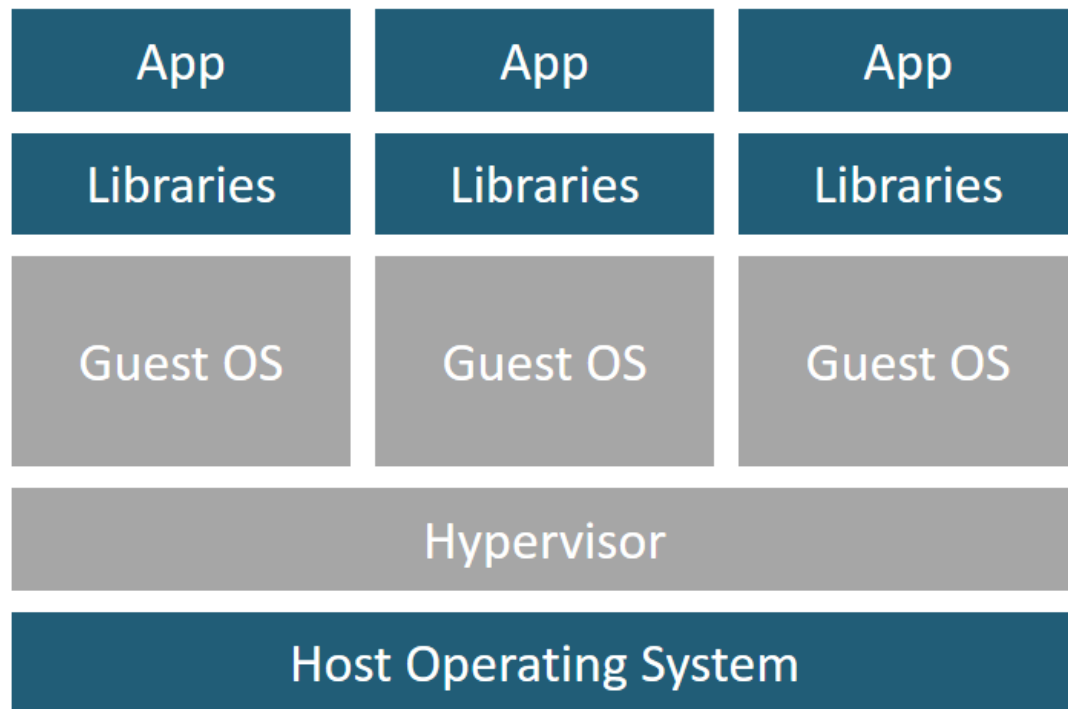 App App App
Libraries Libraries Libraries
Guest OS Guest OS Guest OS
Hypervisor
Host Operating System